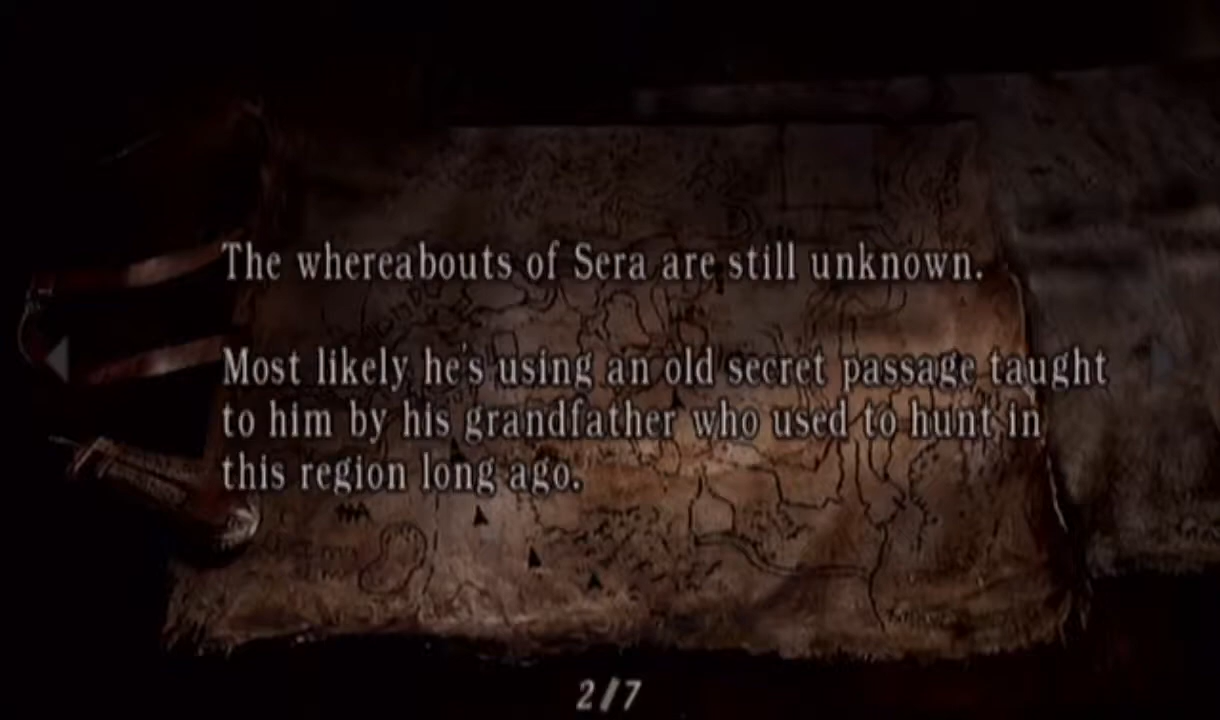 The whereabouts of Sera are still unknown.
Most likely he's using an old secret passage taught
to him by his grandfather who used to hunt in
this region long ago.
2/7